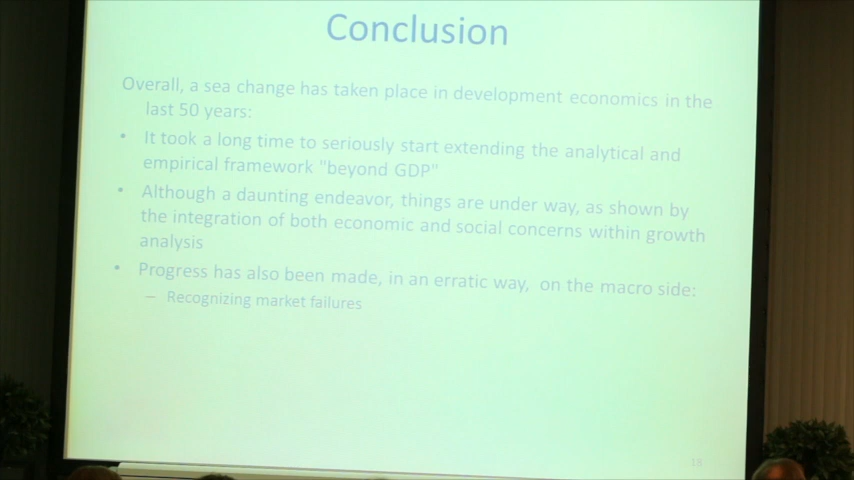 Conclusion
Overall, a sea change has taken place in development economics in the
last 50 years:
• It took a long time to seriously start extending the analytical and
empirical framework "beyond GDP"
• Although a daunting endeavor, things are under way, as shown by
the integration of both economic and social concerns within growth
analysis
• Progress has also been made, in an erratic way, on the macro side:
– Recognizing market failures